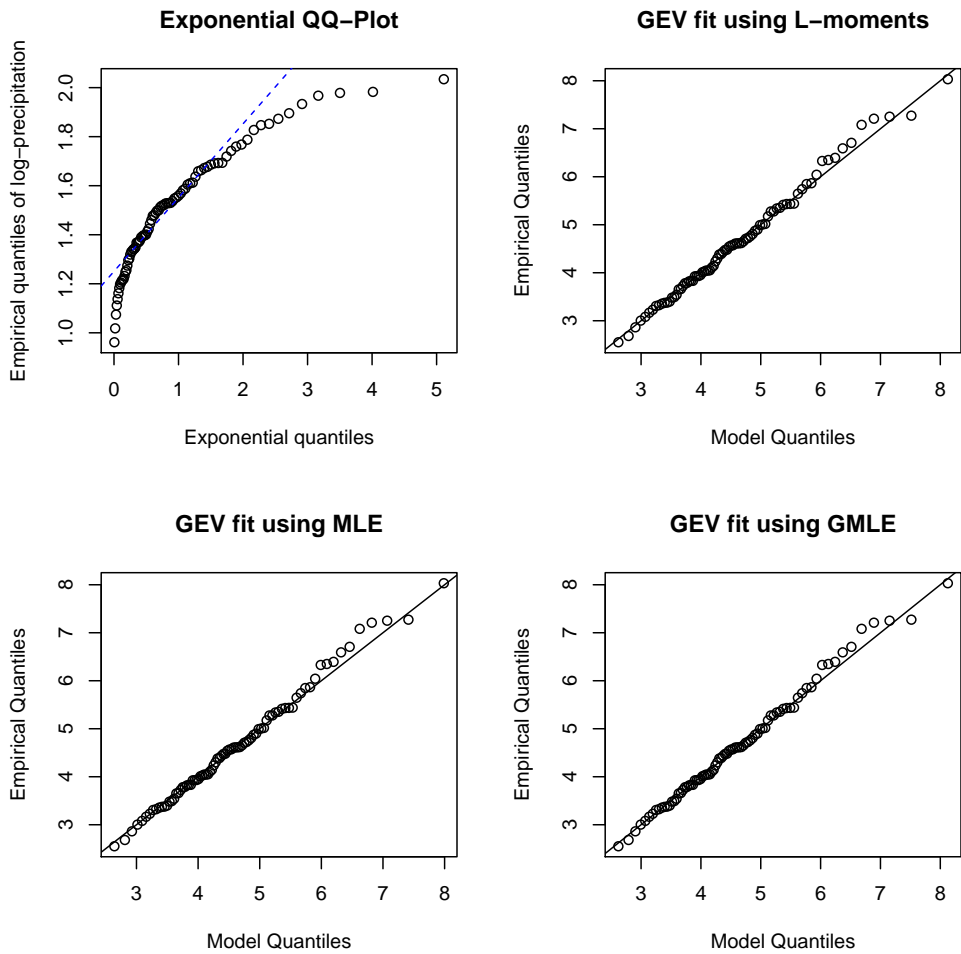 Exponential QQ−Plot
Empirical quantiles of log−precipitation
1.0 1.2 1.4 1.6 1.8 2.0
0 1 2 3 4 5
Exponential quantiles
GEV fit using L−moments
Empirical Quantiles
3 4 5 6 7 8
3 4 5 6 7 8
Model Quantiles
GEV fit using MLE
Empirical Quantiles
3 4 5 6 7 8
3 4 5 6 7 8
Model Quantiles
GEV fit using GMLE
Empirical Quantiles
3 4 5 6 7 8
3 4 5 6 7 8
Model Quantiles